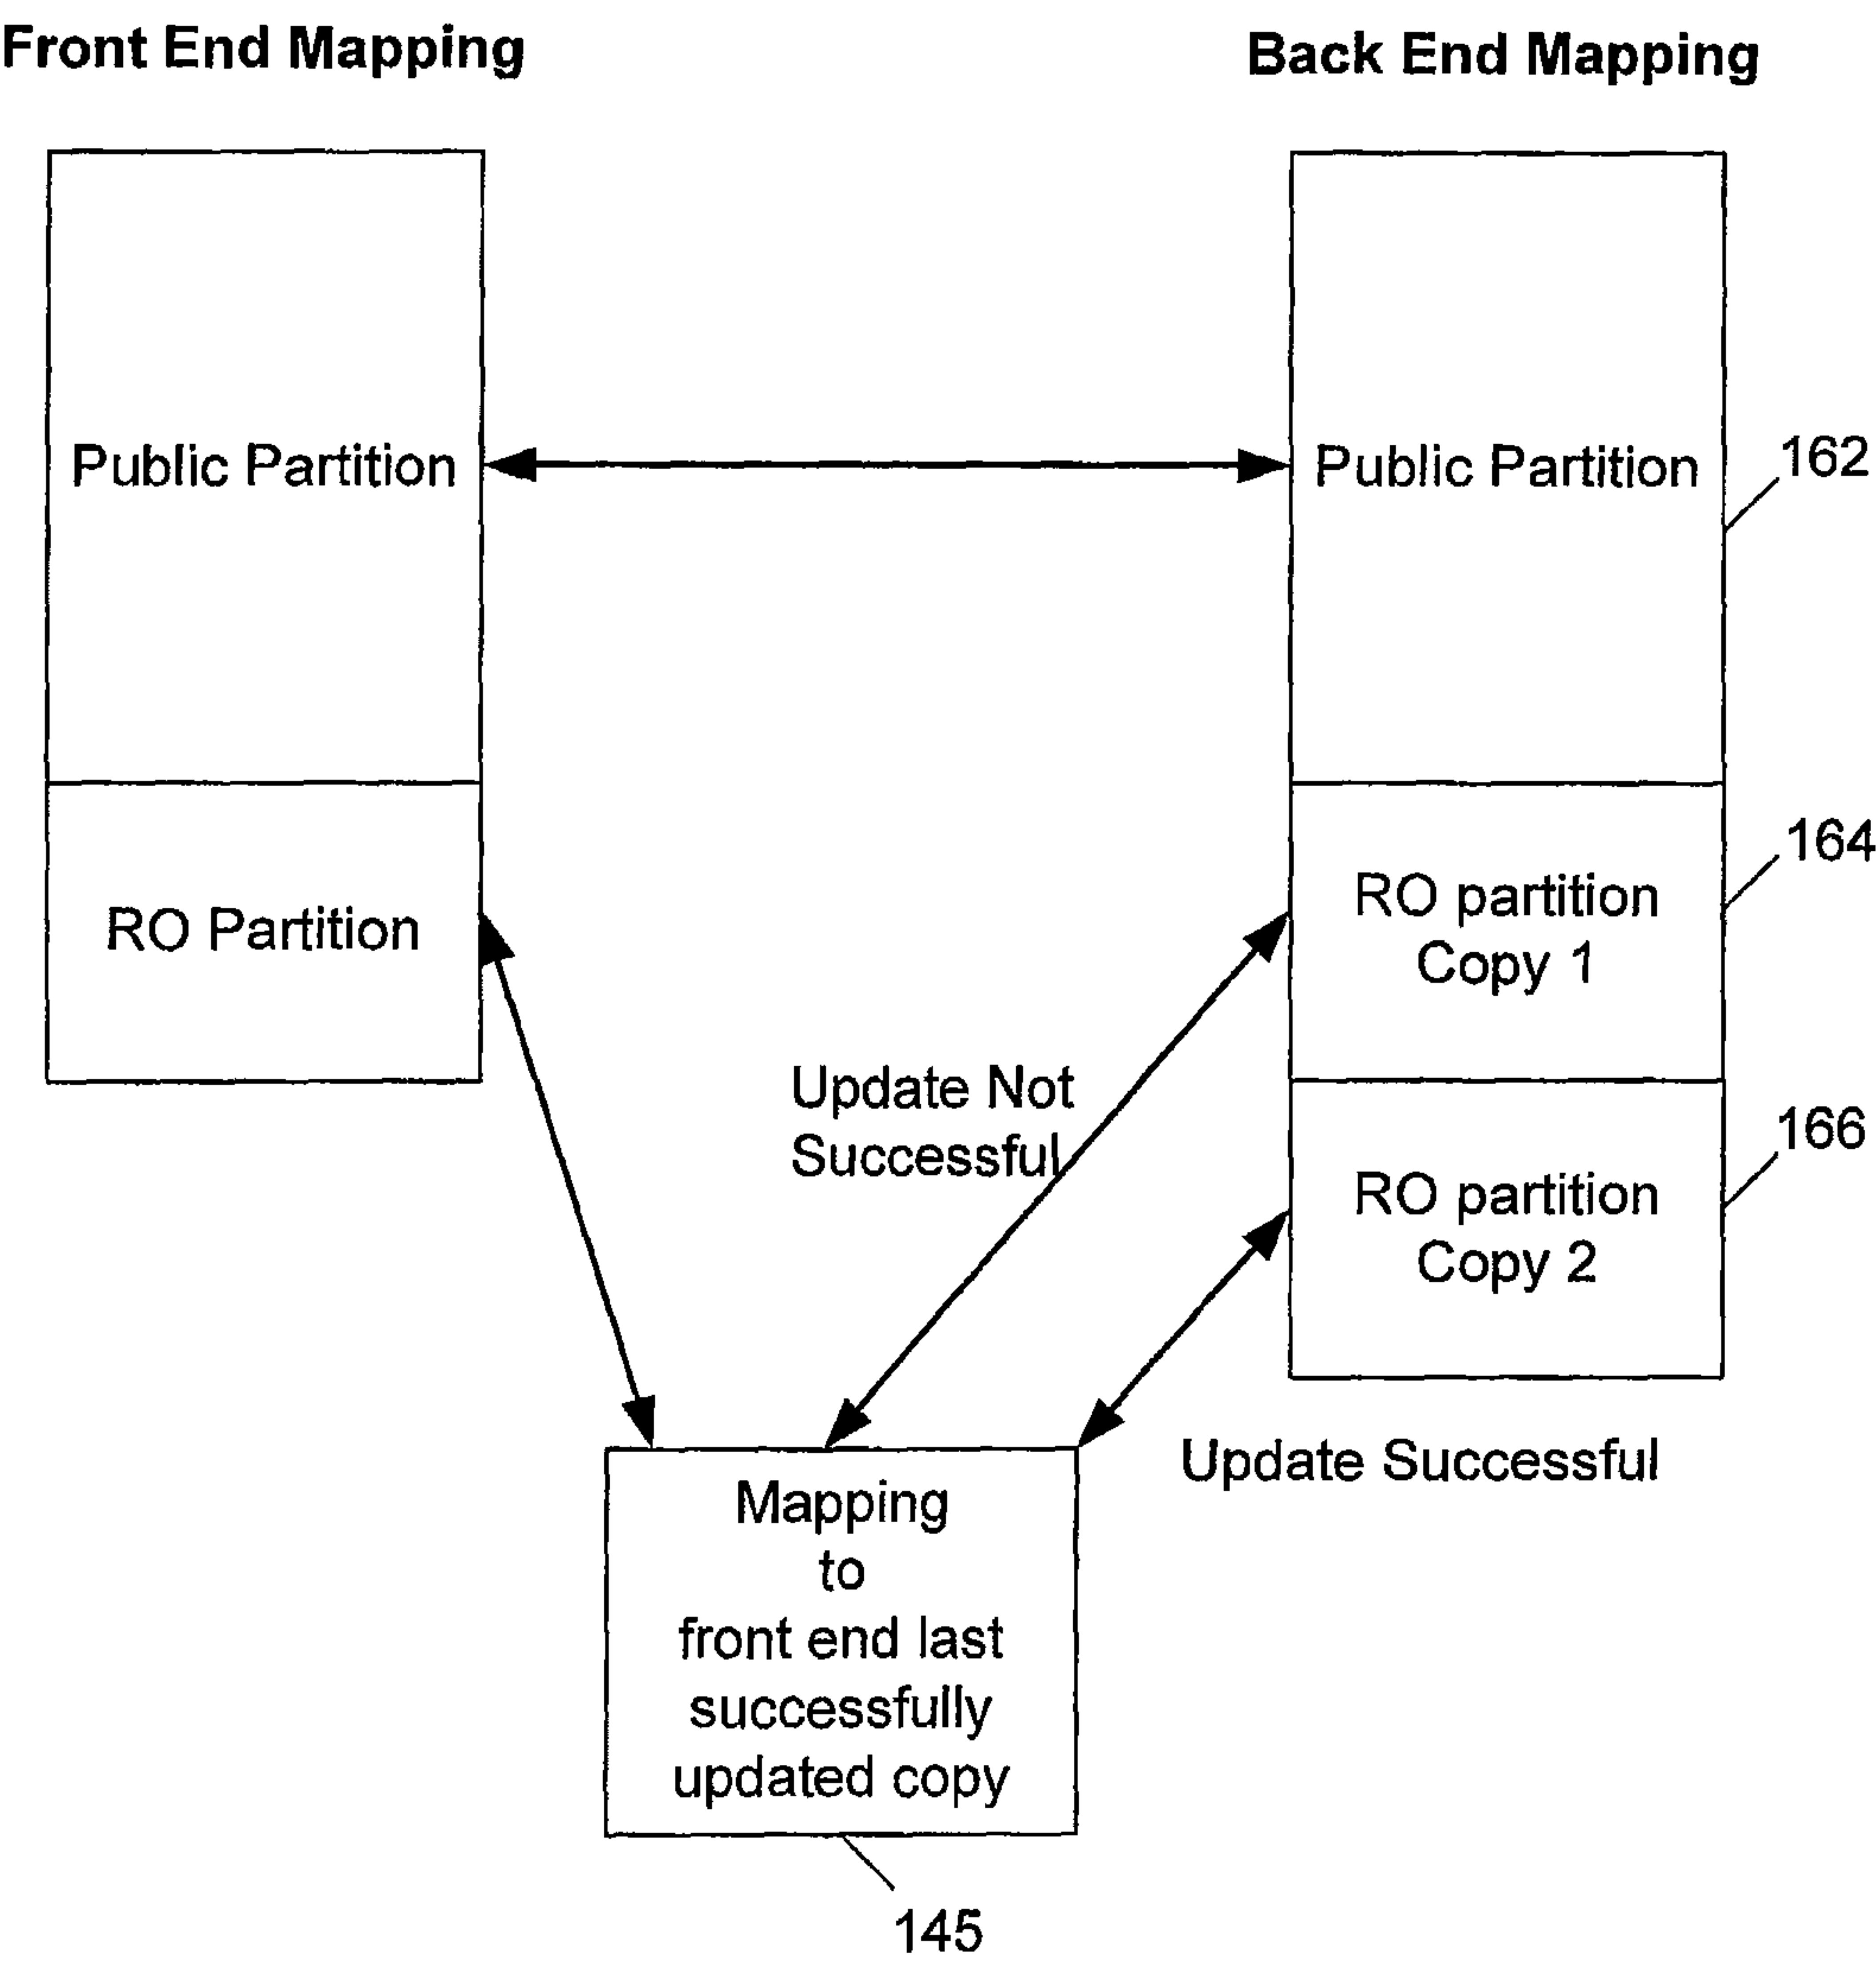 Front End Mapping
Back End Mapping
Public Partition
Public Partition
162
164
RO partition
Copy 1
RO Partition
Update Not
Successful
166
RO partition
Copy 2
Update Successful
Mapping
to
front end last
successfully
updated copy
145